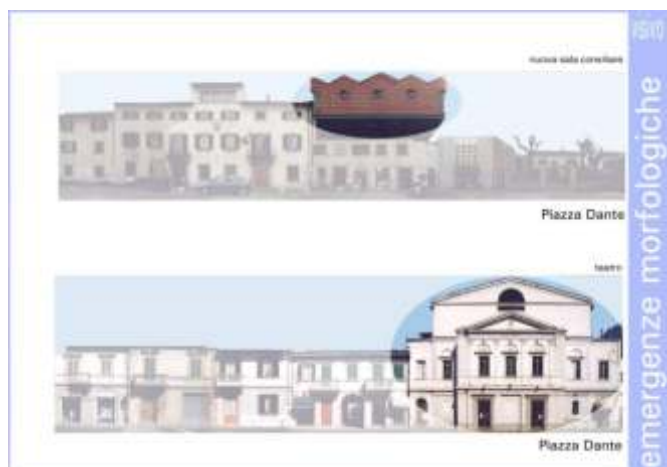 nuova sala consiliare
Piazza Dante
teatro
Piazza Dante
emergenze morfologiche